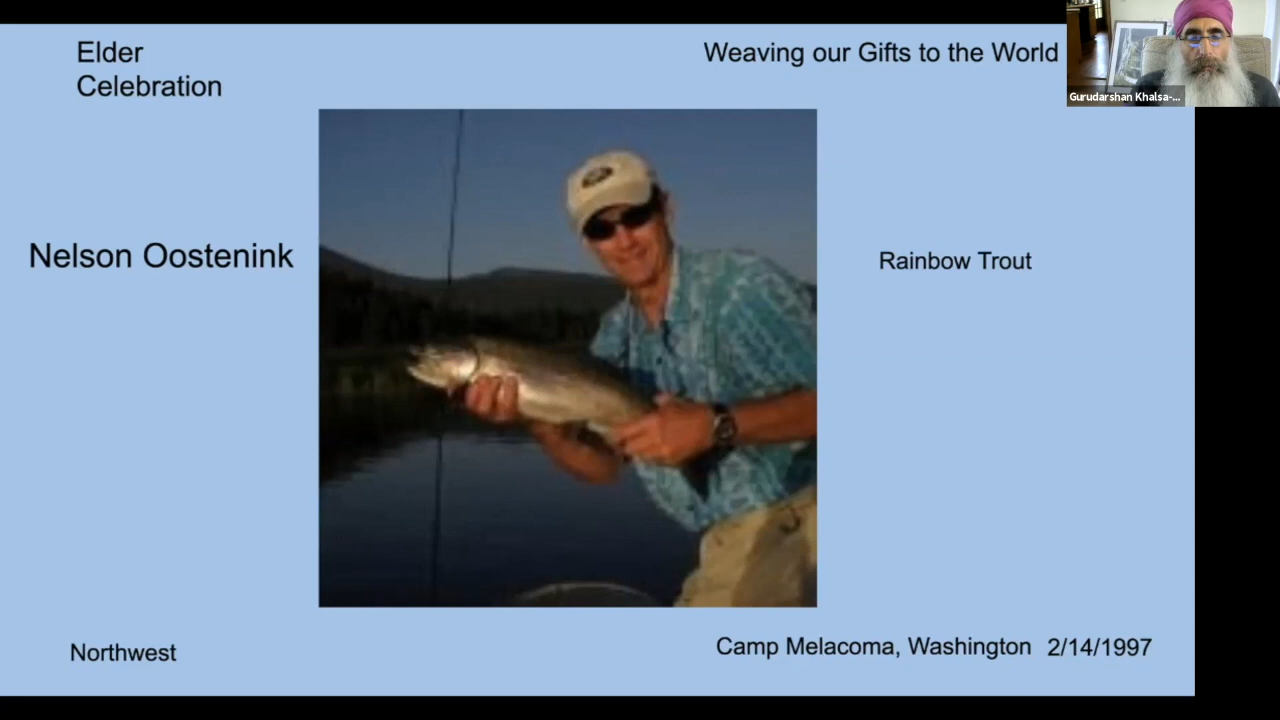 Elder
Celebration
Weaving our Gifts to the World
Gurudarshan Khalsa-...
Nelson Oostenink
Rainbow Trout
Northwest
Camp Melacoma, Washington 2/14/1997